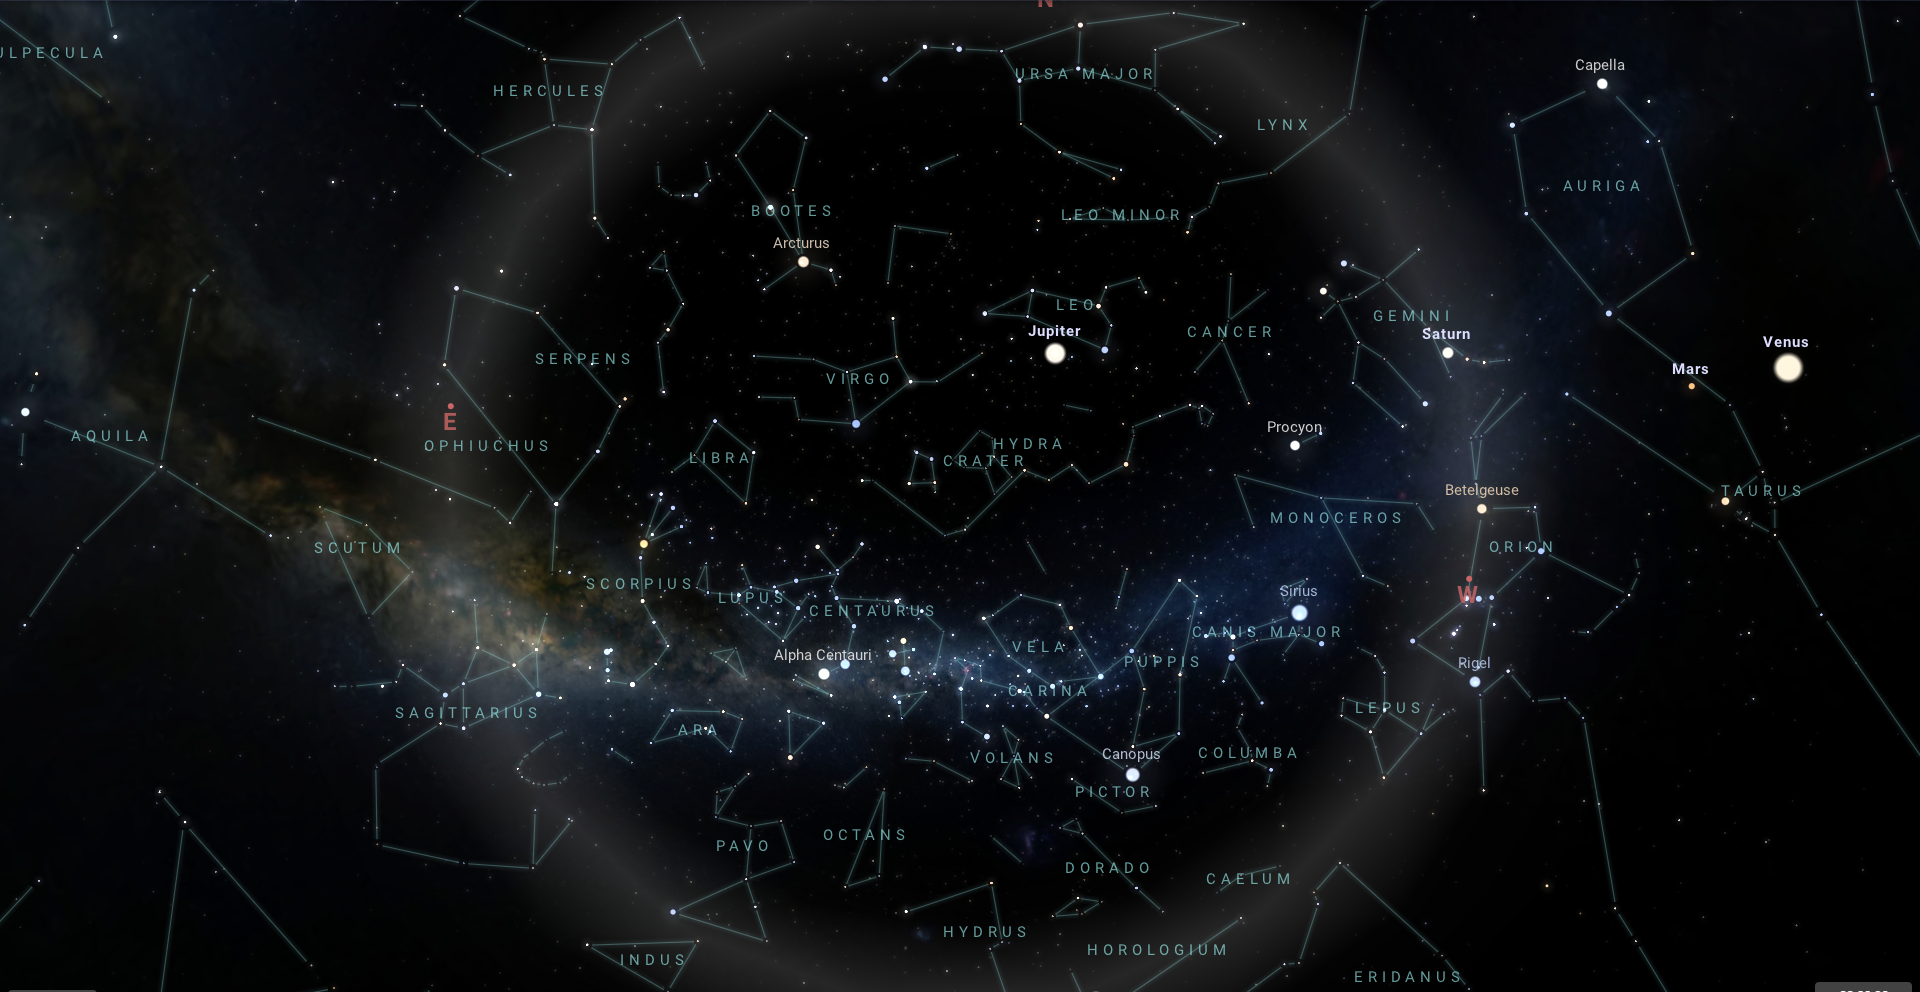 N
ULPECULA
Capella
URSA MAJOR
HERCULES
LYNX
AURIGA
BOOTES
LEO MINOR
Arcturus
LEO
GEMINI
Jupiter
CANCER
Saturn
Venus
SERPENS
Mars
VIRGO
E
AQUILA
Procyon
OPHIUCHUS
HYDRA
LIBRA
CRATER
Betelgeuse
TAURUS
MONOCEROS
SCUTUM
ORION
SCORPIUS
Sirius
W
LUPUS
CENTAURUS
CANIS MAJOR
VELA
Alpha Centauri
PUPPIS
Rigel
CARINA
SAGITTARIUS
LEPUS
ARA
Canopus
COLUMBA
VOLANS
PICTOR
OCTANS
PAVO
DORADO
CAELUM
HYDRUS
HOROLOGIUM
INDUS
ERIDANUS